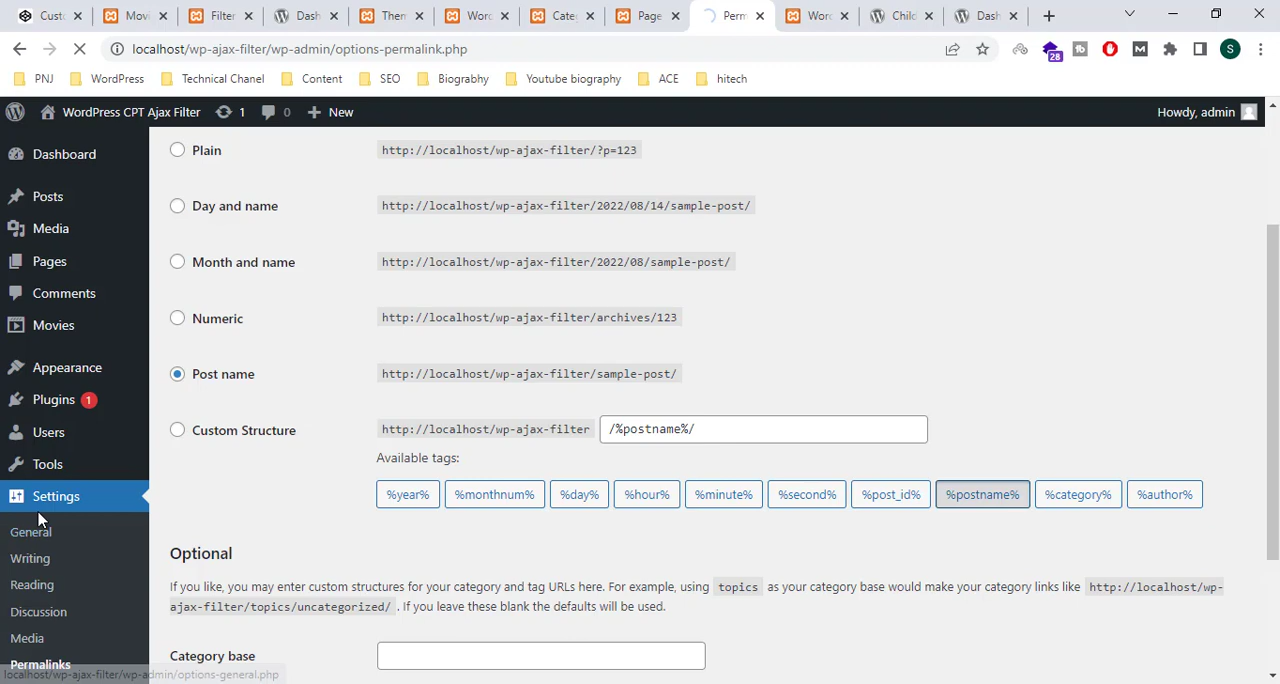 Custo
Movi
Filter
Dash
Then
Word
Cate
Page
Perm
Word
Child
Dash
localhost/wp-ajax-filter/wp-admin/options-permalink.php
28
S
PNJ
WordPress
Technical Chanel
Content
SEO
Biograbhy
Youtube biography
ACE
hitech
WordPress CPT Ajax Filter
1
0
New
Howdy, admin
Dashboard
Posts
Media
Pages
Comments
Movies
Appearance
Plugins 1
Users
Tools
Settings
General
Writing
Reading
Discussion
Media
Permalinks
Plain
http://localhost/wp-ajax-filter/?p=123
Day and name
http://localhost/wp-ajax-filter/2022/08/14/sample-post/
Month and name
http://localhost/wp-ajax-filter/2022/08/sample-post/
Numeric
http://localhost/wp-ajax-filter/archives/123
Post name
http://localhost/wp-ajax-filter/sample-post/
Custom Structure
http://localhost/wp-ajax-filter
/%postname%/
Available tags:
%year%
%monthnum%
%day%
%hour%
%minute%
%second%
%post_id%
%postname%
%category%
%author%
Optional
If you like, you may enter custom structures for your category and tag URLs here. For example, using topics as your category base would make your category links like http://localhost/wp-
ajax-filter/topics/uncategorized/ . If you leave these blank the defaults will be used.
Category base
localhost/wp-ajax-filter/wp-admin/options-general.php